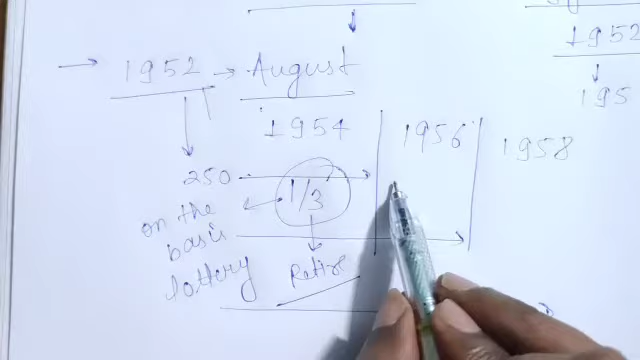 → 1952 → August
1952
195
1954
1956
1958
250
1/3
on the
basis
lottery
Retire